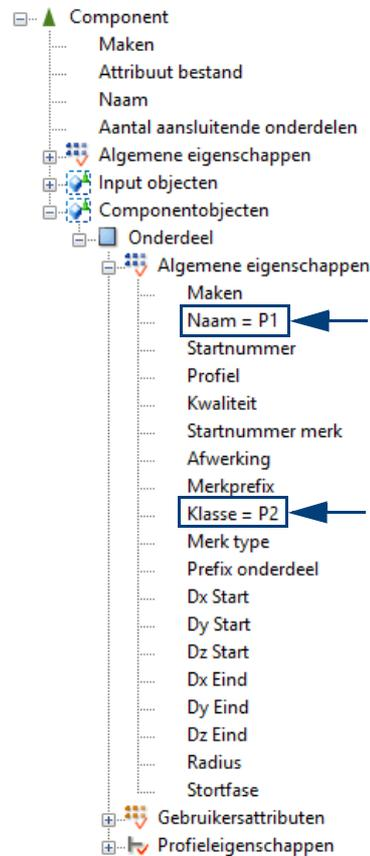 Component
Maken
Attribuut bestand
Naam
Aantal aansluitende onderdelen
Algemene eigenschappen
Input objecten
Componentobjecten
Onderdeel
Algemene eigenschappen
Maken
Naam = P1
Startnummer
Profiel
Kwaliteit
Startnummer merk
Afwerking
Merkprefix
Klasse = P2
Merk type
Prefix onderdeel
Dx Start
Dy Start
Dz Start
Dx Eind
Dy Eind
Dz Eind
Radius
Stortfase
Gebruikersattributen
Profieleigenschappen